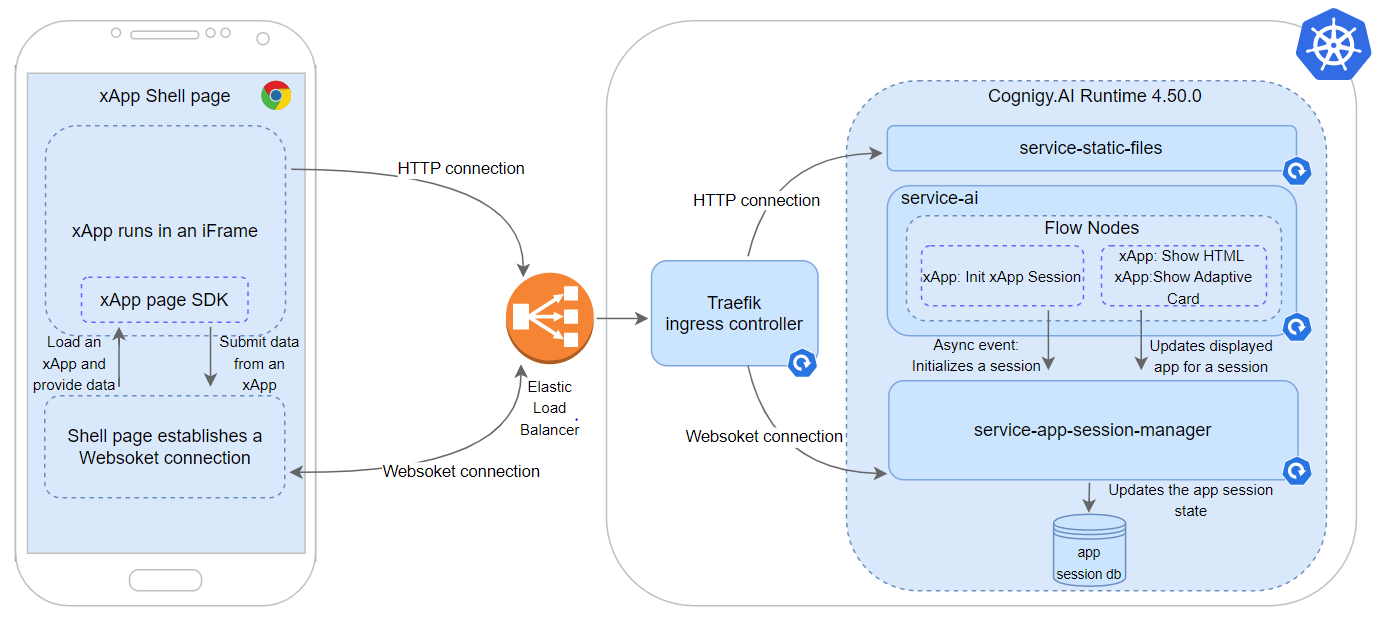 xApp Shell page
xApp runs in an iFrame
xApp page SDK
Load an
xApp and
provide data
Submit data
from an
xApp
Shell page establishes a
Websoket connection
HTTP connection
Elastic
Load
Balancer
Websoket connection
Traefik
ingress controller
HTTP connection
Websoket connection
Cognigy.AI Runtime 4.50.0
service-static-files
service-ai
Flow Nodes
xApp: Init xApp Session
xApp: Show HTML
xApp:Show Adaptive
Card
Async event:
Initializes a session
Updates displayed
app for a session
service-app-session-manager
Updates the app session
state
app
session db